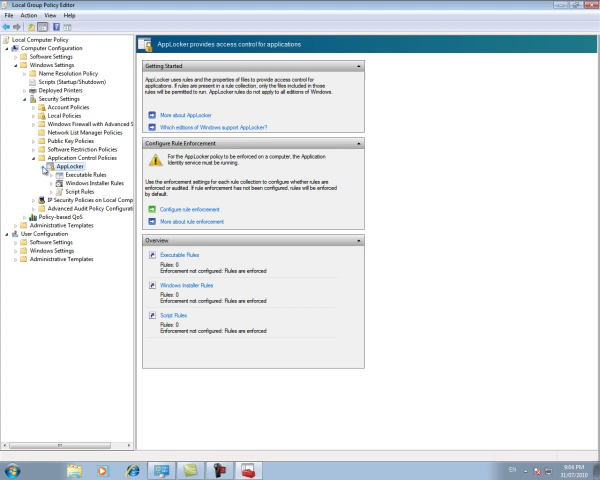 Local Group Policy Editor
File Action View Help
Local Computer Policy
Computer Configuration
Software Settings
Windows Settings
Name Resolution Policy
Scripts (Startup/Shutdown)
Deployed Printers
Security Settings
Account Policies
Local Policies
Windows Firewall with Advanced S
Network List Manager Policies
Public Key Policies
Software Restriction Policies
Application Control Policies
AppLocker
Executable Rules
Windows Installer Rules
Script Rules
IP Security Policies on Local Comp
Advanced Audit Policy Configurati
Policy-based QoS
Administrative Templates
User Configuration
Software Settings
Windows Settings
Administrative Templates
AppLocker provides access control for applications
Getting Started
AppLocker uses rules and the properties of files to provide access control for
applications. If rules are present in a rule collection, only the files included in those
rules will be permitted to run. AppLocker rules do not apply to all editions of Windows.
More about AppLocker
Which editions of Windows support AppLocker?
Configure Rule Enforcement
For the AppLocker policy to be enforced on a computer, the Application
Identity service must be running.
Use the enforcement settings for each rule collection to configure whether rules are
enforced or audited. If rule enforcement has not been configured, rules will be enforced
by default.
Configure rule enforcement
More about rule enforcement
Overview
Executable Rules
Rules: 0
Enforcement not configured: Rules are enforced
Windows Installer Rules
Rules: 0
Enforcement not configured: Rules are enforced
Script Rules
Rules: 0
Enforcement not configured: Rules are enforced
EN
9:04 PM
31/07/2010